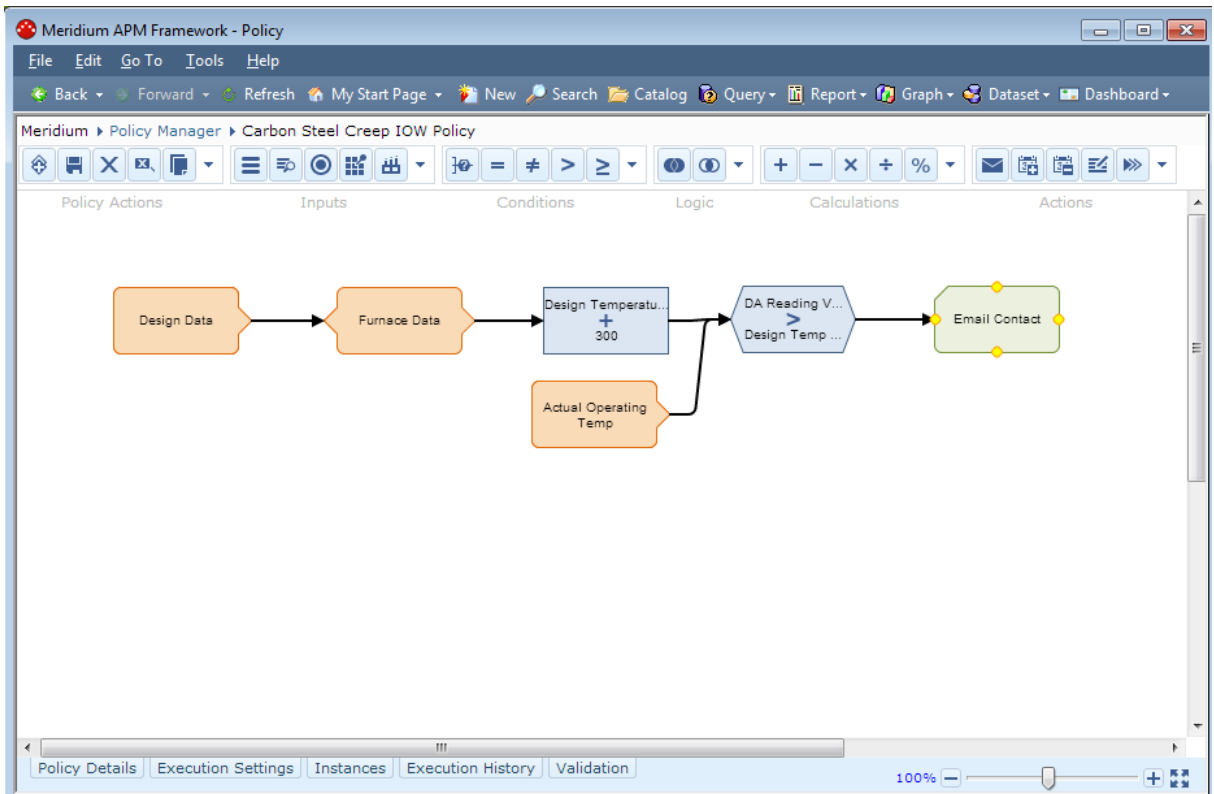 Meridium APM Framework - Policy
File Edit Go To Tools Help
Back Forward Refresh My Start Page New Search Catalog Query Report Graph Dataset Dashboard
Meridium Policy Manager Carbon Steel Creep IOW Policy
= ≠ > ≥ + − × ÷ %
Policy Actions Inputs Conditions Logic Calculations Actions
Design Data
Furnace Data
Design Temperatu...
+
300
DA Reading V...
>
Design Temp ...
Email Contact
Actual Operating
Temp
Policy Details Execution Settings Instances Execution History Validation
100%